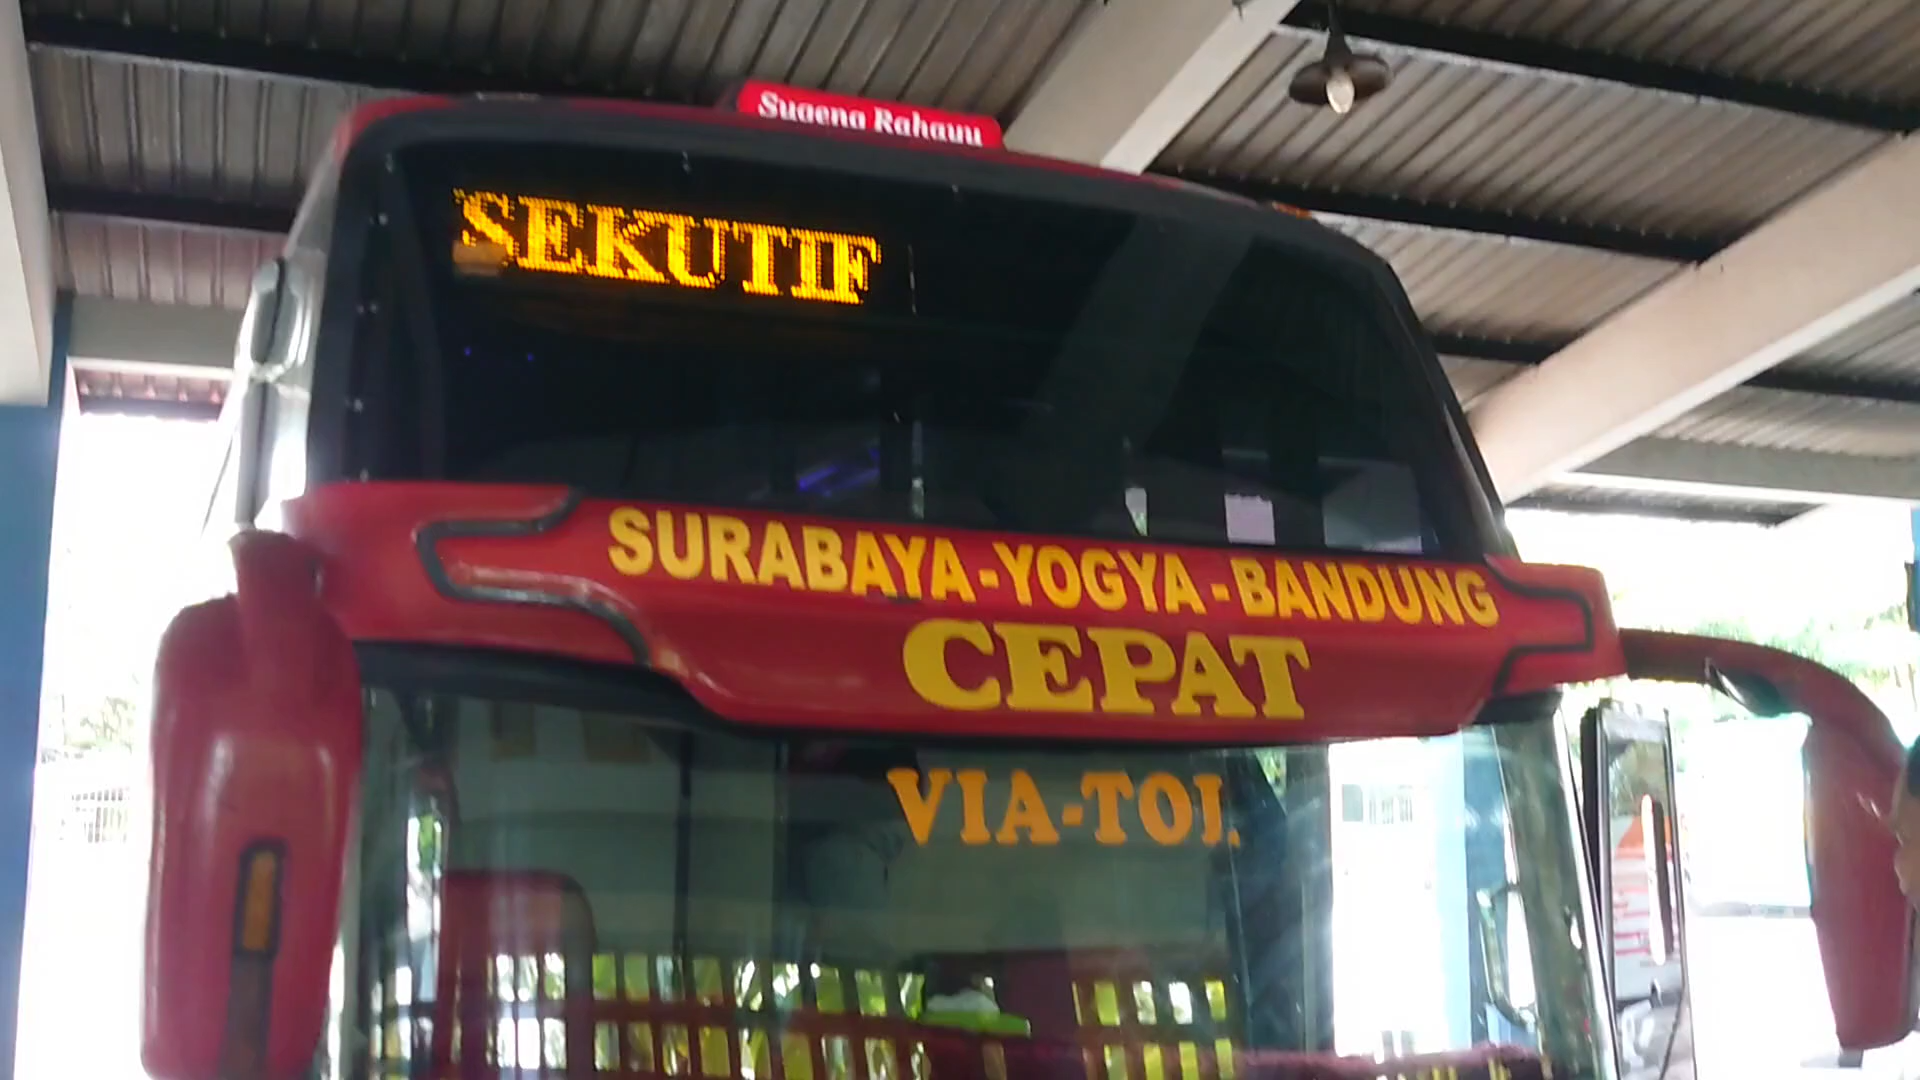 Sugeng Rahayu
SEKUTIF
SURABAYA-YOGYA-BANDUNG
CEPAT
VIA-TOL